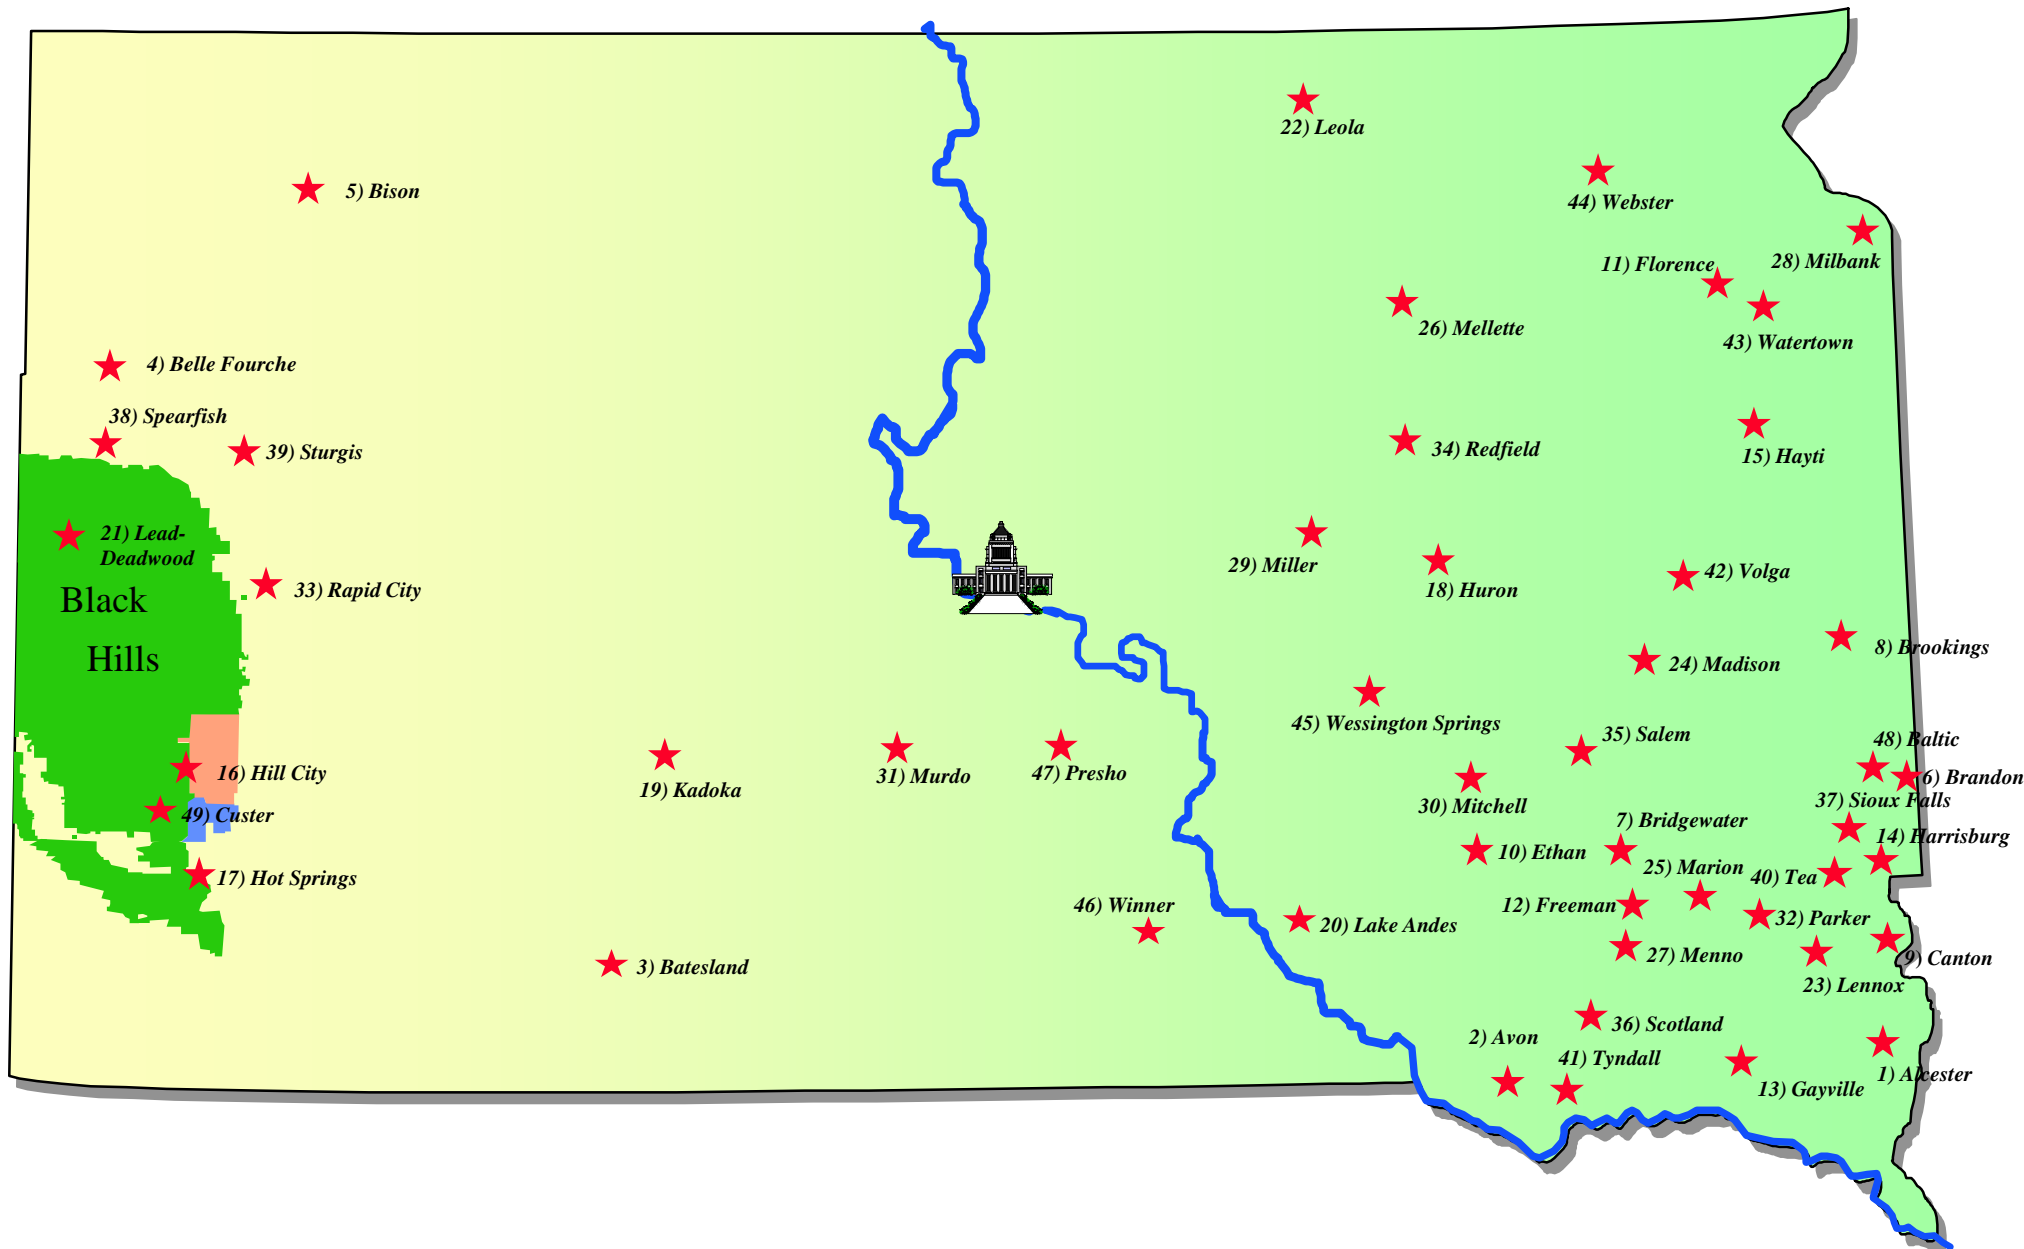 22) Leola
5) Bison
44) Webster
11) Florence
28) Milbank
26) Mellette
43) Watertown
4) Belle Fourche
38) Spearfish
39) Sturgis
34) Redfield
15) Hayti
21) Lead-
Deadwood
29) Miller
18) Huron
42) Volga
33) Rapid City
Black
Hills
8) Brookings
24) Madison
45) Wessington Springs
35) Salem
48) Baltic
16) Hill City
19) Kadoka
31) Murdo
47) Presho
6) Brandon
30) Mitchell
37) Sioux Falls
49) Custer
7) Bridgewater
14) Harrisburg
10) Ethan
25) Marion
40) Tea
17) Hot Springs
46) Winner
12) Freeman
32) Parker
20) Lake Andes
27) Menno
9) Canton
3) Batesland
23) Lennox
36) Scotland
2) Avon
41) Tyndall
1) Alcester
13) Gayville